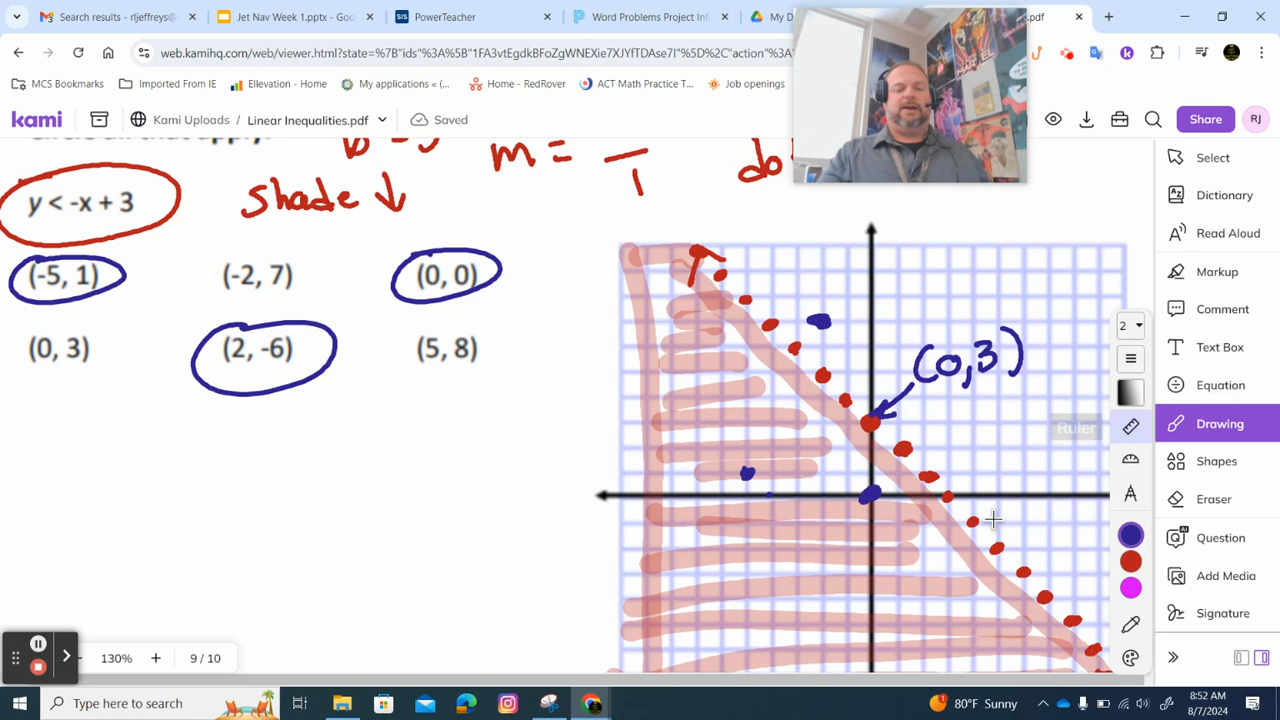 Search results - rljeffreys@
Jet Nav Week 1.pptx - Goo
PowerTeacher
Word Problems Project Inf
My D
.pdf
web.kamihq.com/web/viewer.html?state=%7B"ids"%3A%5B"1FA3vtEgdkBFoZgWNEXie7XJYfTDAse7I"%5D%2C"action"%3A
MCS Bookmarks
Imported From IE
Ellevation - Home
My applications «(…
Home - RedRover
ACT Math Practice T…
Job openings
kami
Kami Uploads
Linear Inequalities.pdf
Saved
Share
RJ
m = — 1
y < -x + 3
shade ↓
(-5, 1)
(-2, 7)
(0, 0)
(0, 3)
(2, -6)
(5, 8)
(0,3)
MARVEL
Ruler
2
Select
Dictionary
Read Aloud
Markup
Comment
Text Box
Equation
Drawing
Shapes
Eraser
Question
Add Media
Signature
130%
9 / 10
Type here to search
80°F Sunny
8:52 AM
8/7/2024